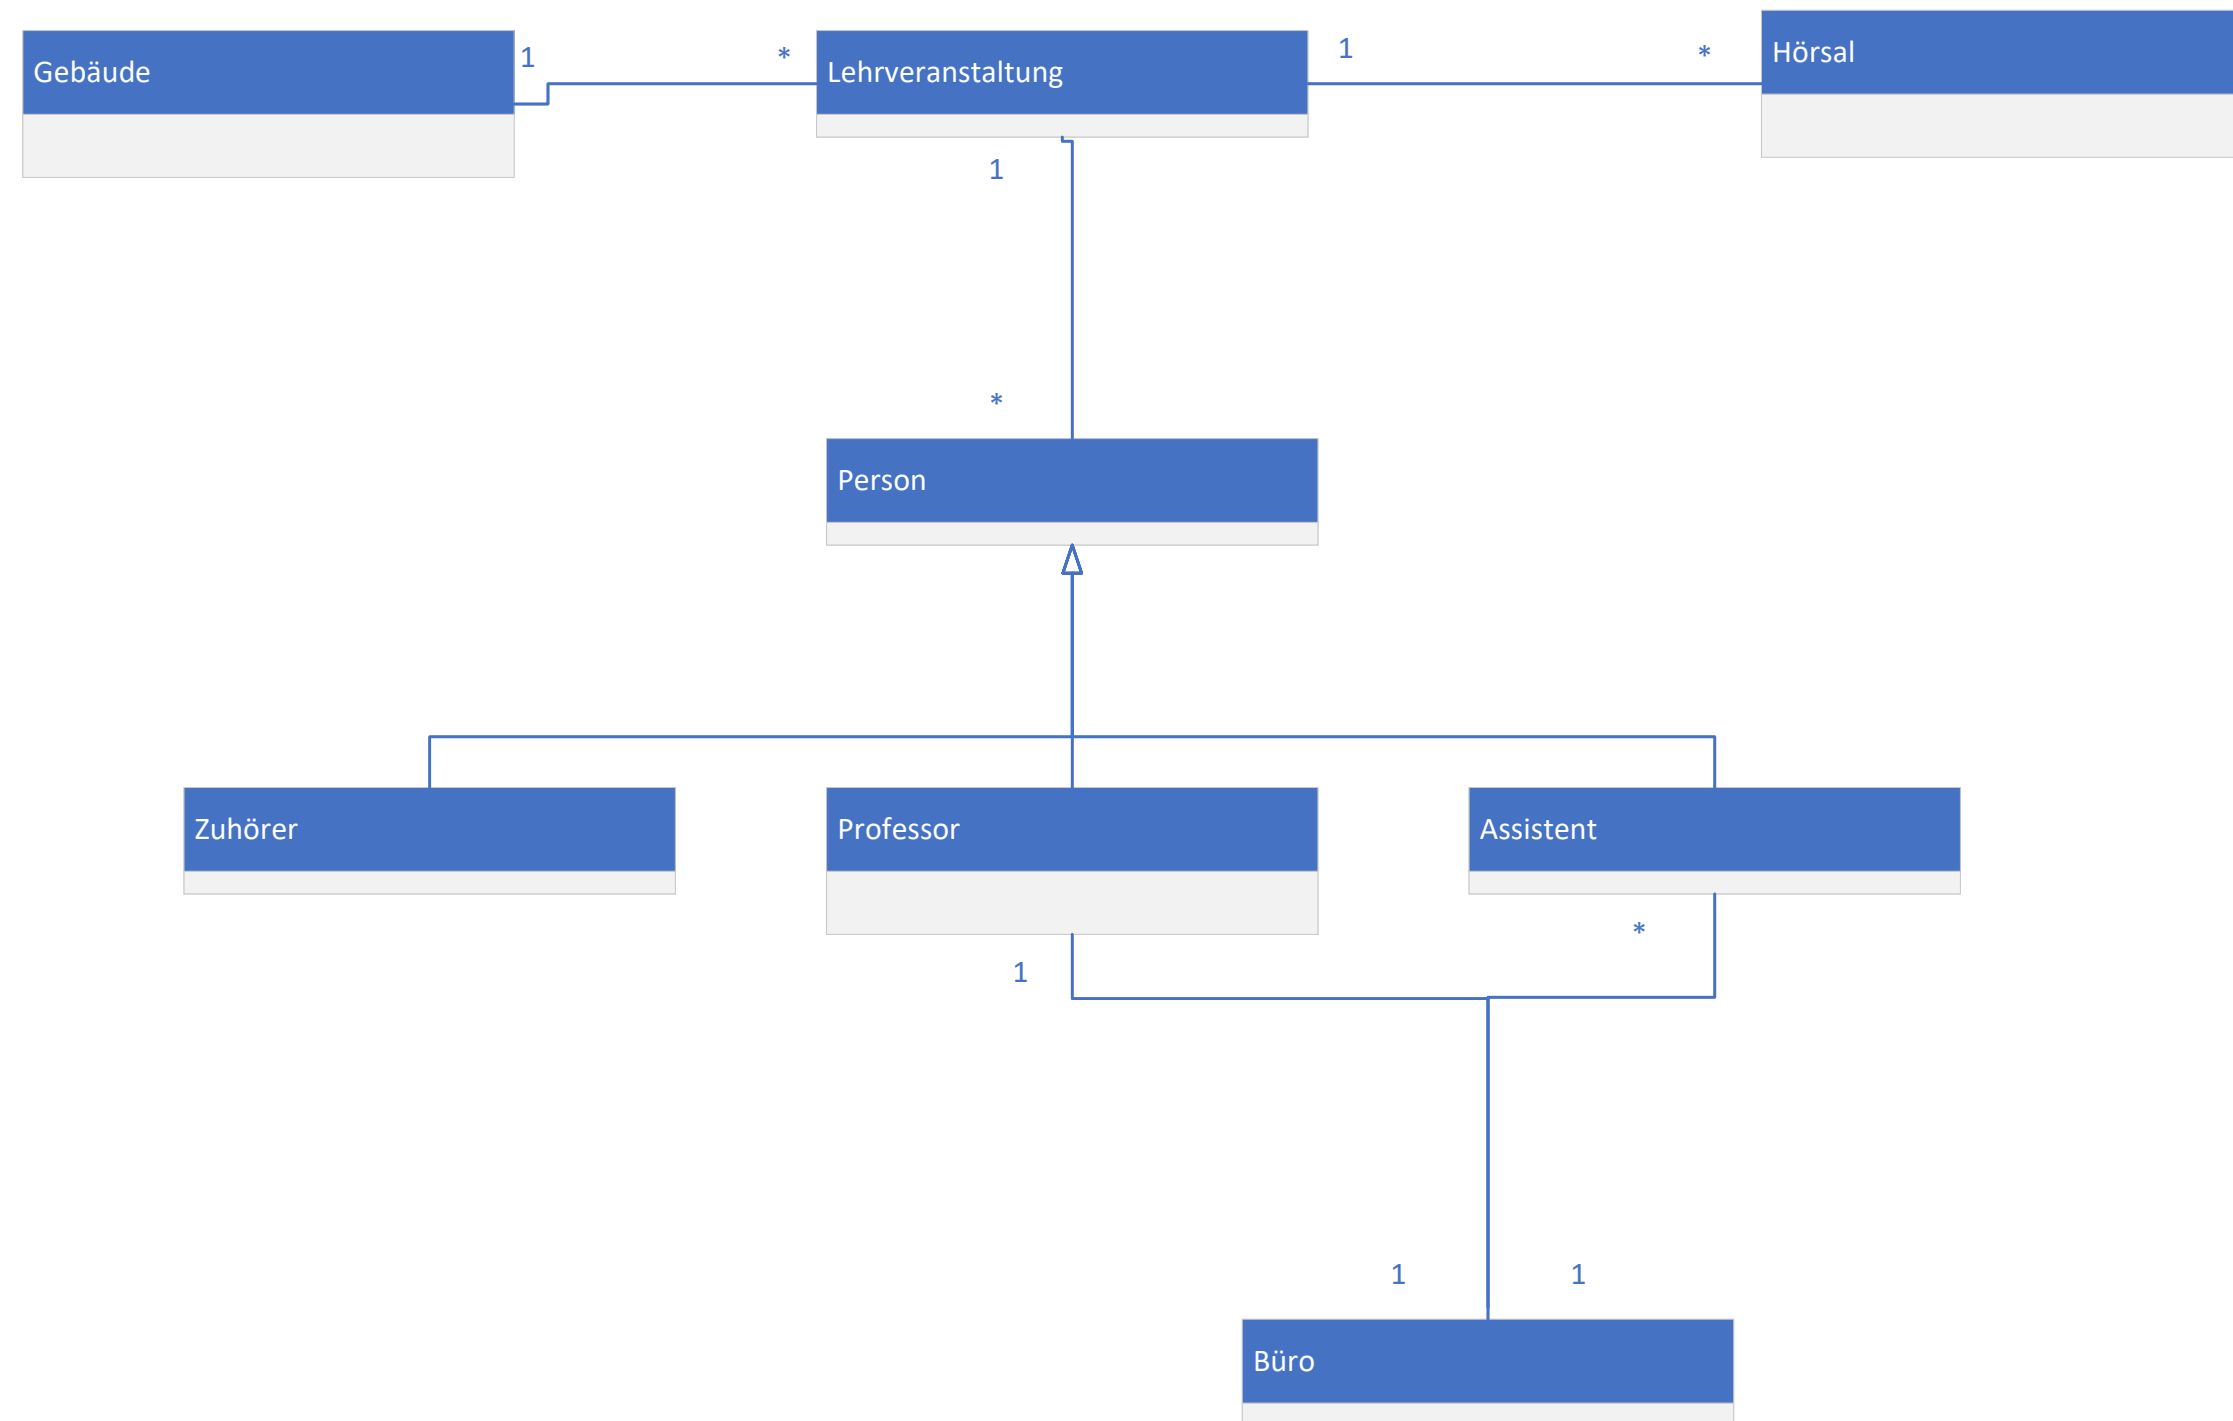 Gebäude
1
*
Lehrveranstaltung
1
*
Hörsal
1
*
Person
Zuhörer
Professor
Assistent
1
*
1
1
Büro